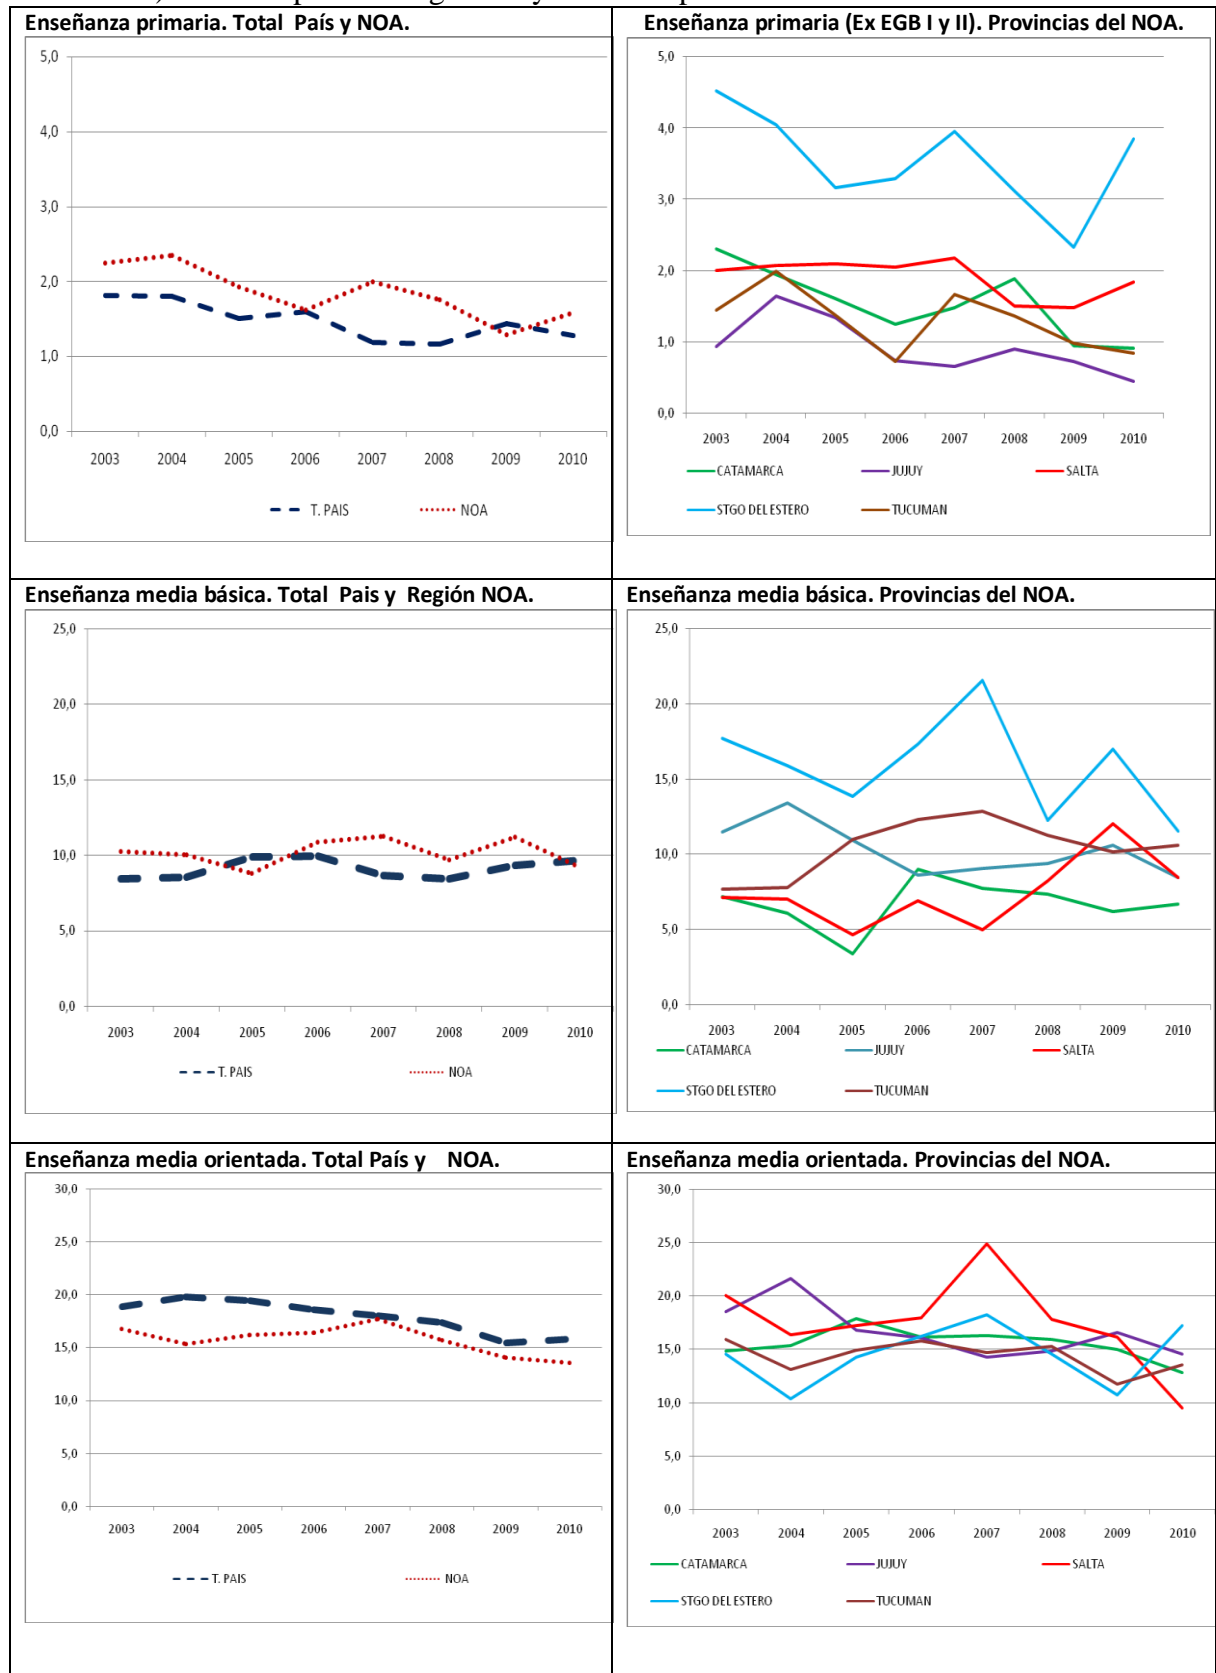 Enseñanza primaria. Total País y NOA.
5,0
4,0
3,0
2,0
1,0
0,0
2003 2004 2005 2006 2007 2008 2009 2010
T. PAIS NOA
Enseñanza primaria (Ex EGB I y II). Provincias del NOA.
5,0
4,0
3,0
2,0
1,0
0,0
2003 2004 2005 2006 2007 2008 2009 2010
CATAMARCA JUJUY SALTA
STGO DEL ESTERO TUCUMAN
Enseñanza media básica. Total Pais y Región NOA.
25,0
20,0
15,0
10,0
5,0
0,0
2003 2004 2005 2006 2007 2008 2009 2010
T. PAIS NOA
Enseñanza media básica. Provincias del NOA.
25,0
20,0
15,0
10,0
5,0
0,0
2003 2004 2005 2006 2007 2008 2009 2010
CATAMARCA JUJUY SALTA
STGO DEL ESTERO TUCUMAN
Enseñanza media orientada. Total País y NOA.
30,0
25,0
20,0
15,0
10,0
5,0
0,0
2003 2004 2005 2006 2007 2008 2009 2010
T. PAIS NOA
Enseñanza media orientada. Provincias del NOA.
30,0
25,0
20,0
15,0
10,0
5,0
0,0
2003 2004 2005 2006 2007 2008 2009 2010
CATAMARCA JUJUY SALTA
STGO DEL ESTERO TUCUMAN